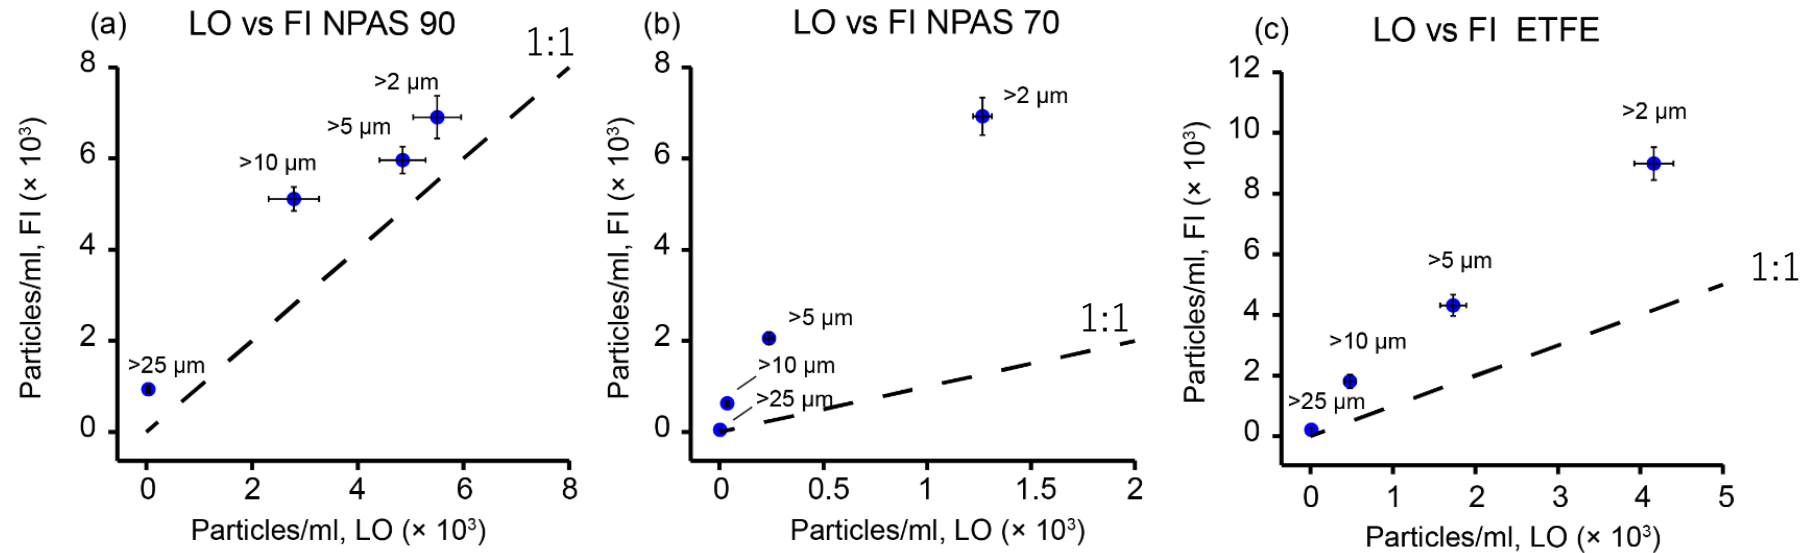 (a) LO vs FI NPAS 90
1:1
8
6
4
2
0
Particles/ml, FI (× 10³)
>2 µm
>5 µm
>10 µm
>25 µm
0 2 4 6 8
Particles/ml, LO (× 10³)
(b) LO vs FI NPAS 70
8
6
4
2
0
Particles/ml, FI (× 10³)
>2 µm
>5 µm
1:1
>10 µm
>25 µm
0 0.5 1 1.5 2
Particles/ml, LO (× 10³)
(c) LO vs FI ETFE
12
10
8
6
4
2
0
Particles/ml, FI (× 10³)
>2 µm
>5 µm
1:1
>10 µm
>25 µm
0 1 2 3 4 5
Particles/ml, LO (× 10³)